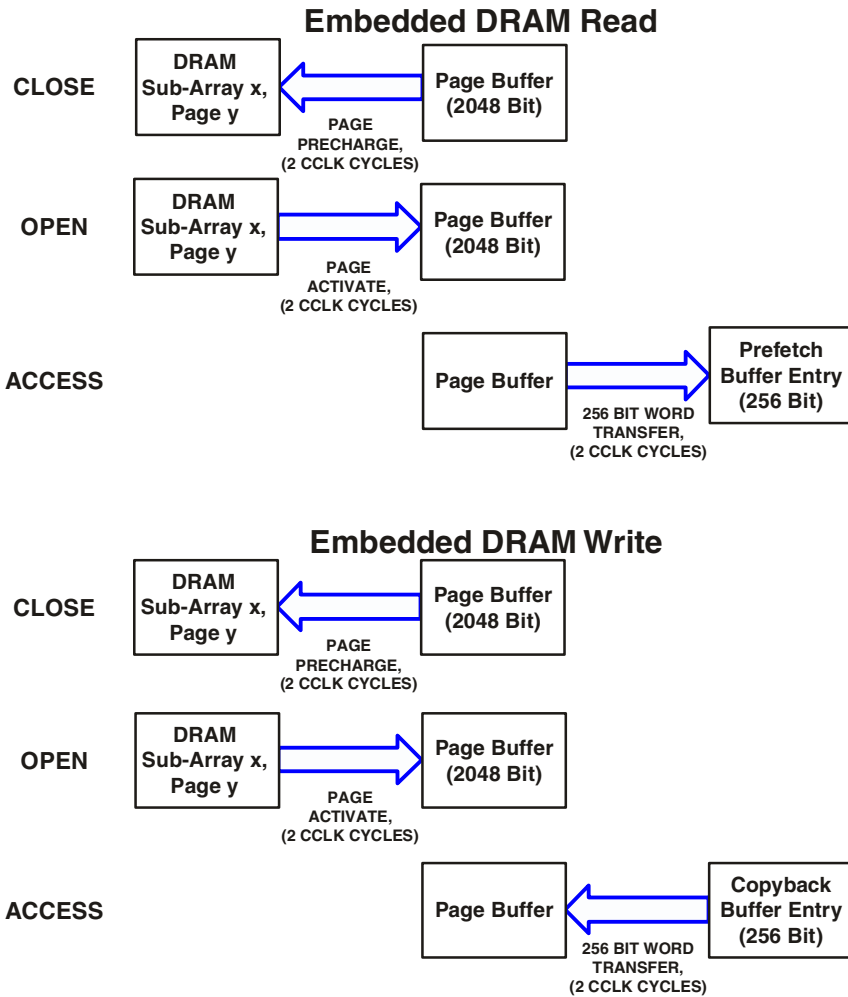 Embedded DRAM Read
CLOSE
DRAM
Sub-Array x,
Page y
PAGE
PRECHARGE,
(2 CCLK CYCLES)
Page Buffer
(2048 Bit)
OPEN
DRAM
Sub-Array x,
Page y
PAGE
ACTIVATE,
(2 CCLK CYCLES)
Page Buffer
(2048 Bit)
ACCESS
Page Buffer
256 BIT WORD
TRANSFER,
(2 CCLK CYCLES)
Prefetch
Buffer Entry
(256 Bit)
Embedded DRAM Write
CLOSE
DRAM
Sub-Array x,
Page y
PAGE
PRECHARGE,
(2 CCLK CYCLES)
Page Buffer
(2048 Bit)
OPEN
DRAM
Sub-Array x,
Page y
PAGE
ACTIVATE,
(2 CCLK CYCLES)
Page Buffer
(2048 Bit)
ACCESS
Page Buffer
256 BIT WORD
TRANSFER,
(2 CCLK CYCLES)
Copyback
Buffer Entry
(256 Bit)